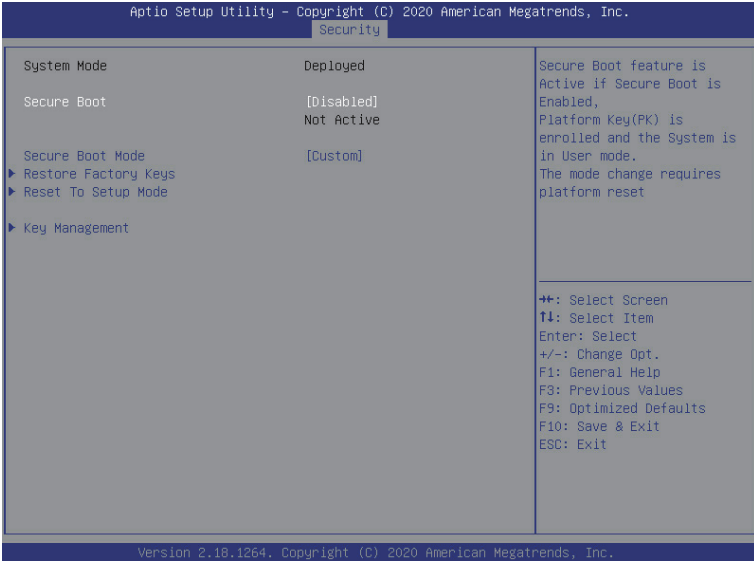 Aptio Setup Utility – Copyright (C) 2020 American Megatrends, Inc.
Security
System Mode Deployed
Secure Boot [Disabled]
Not Active
Secure Boot Mode [Custom]
Restore Factory Keys
Reset To Setup Mode
Key Management
Secure Boot feature is
Active if Secure Boot is
Enabled,
Platform Key(PK) is
enrolled and the System is
in User mode.
The mode change requires
platform reset
→←: Select Screen
↑↓: Select Item
Enter: Select
+/-: Change Opt.
F1: General Help
F3: Previous Values
F9: Optimized Defaults
F10: Save & Exit
ESC: Exit
Version 2.18.1264. Copyright (C) 2020 American Megatrends, Inc.